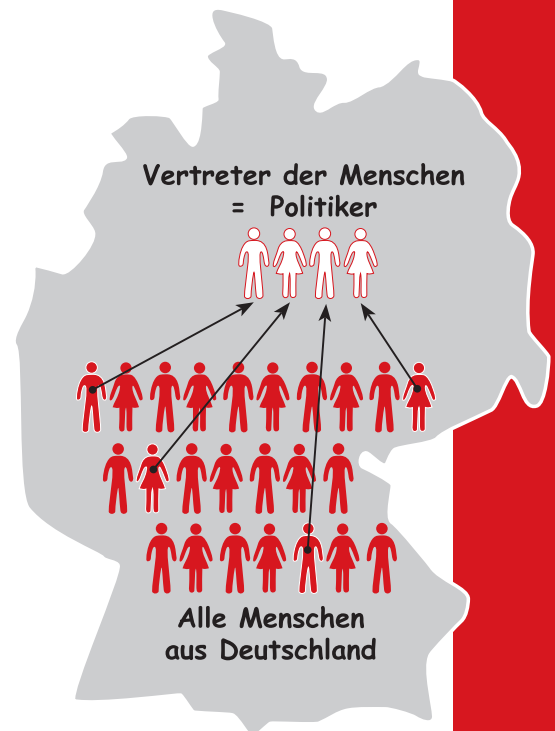 Vertreter der Menschen
= Politiker
Alle Menschen
aus Deutschland